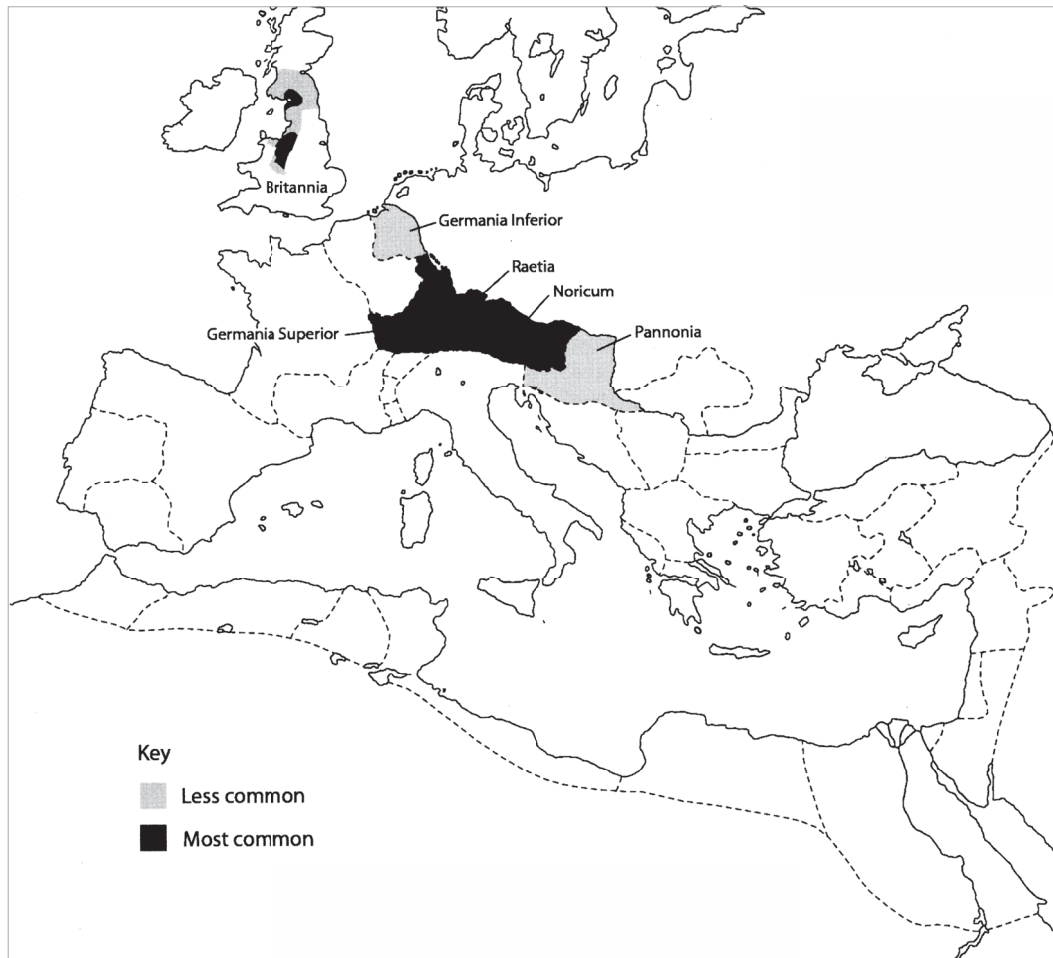 Britannia
Germania Inferior
Raetia
Noricum
Germania Superior
Pannonia
Key
Less common
Most common